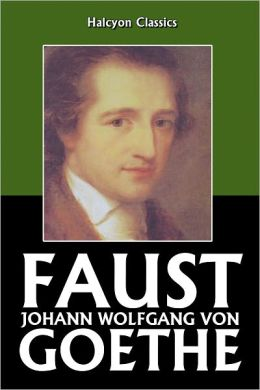 Halcyon Classics
FAUST
JOHANN WOLFGANG VON
GOETHE